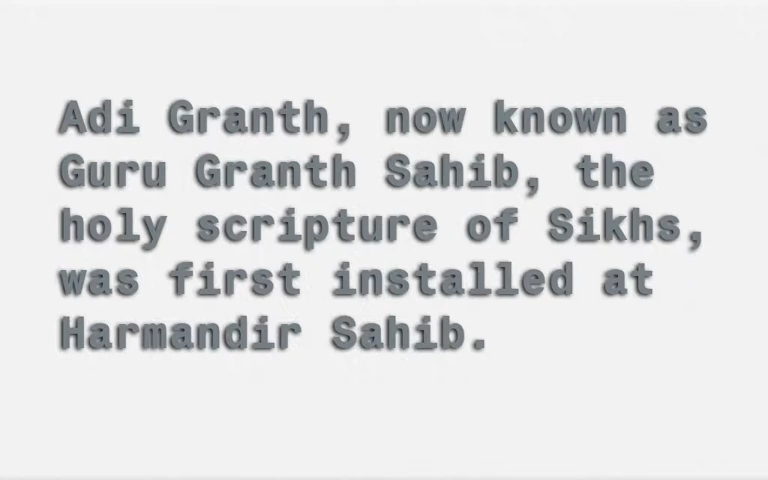 Adi Granth, now known as
Guru Granth Sahib, the
holy scripture of Sikhs,
was first installed at
Harmandir Sahib.